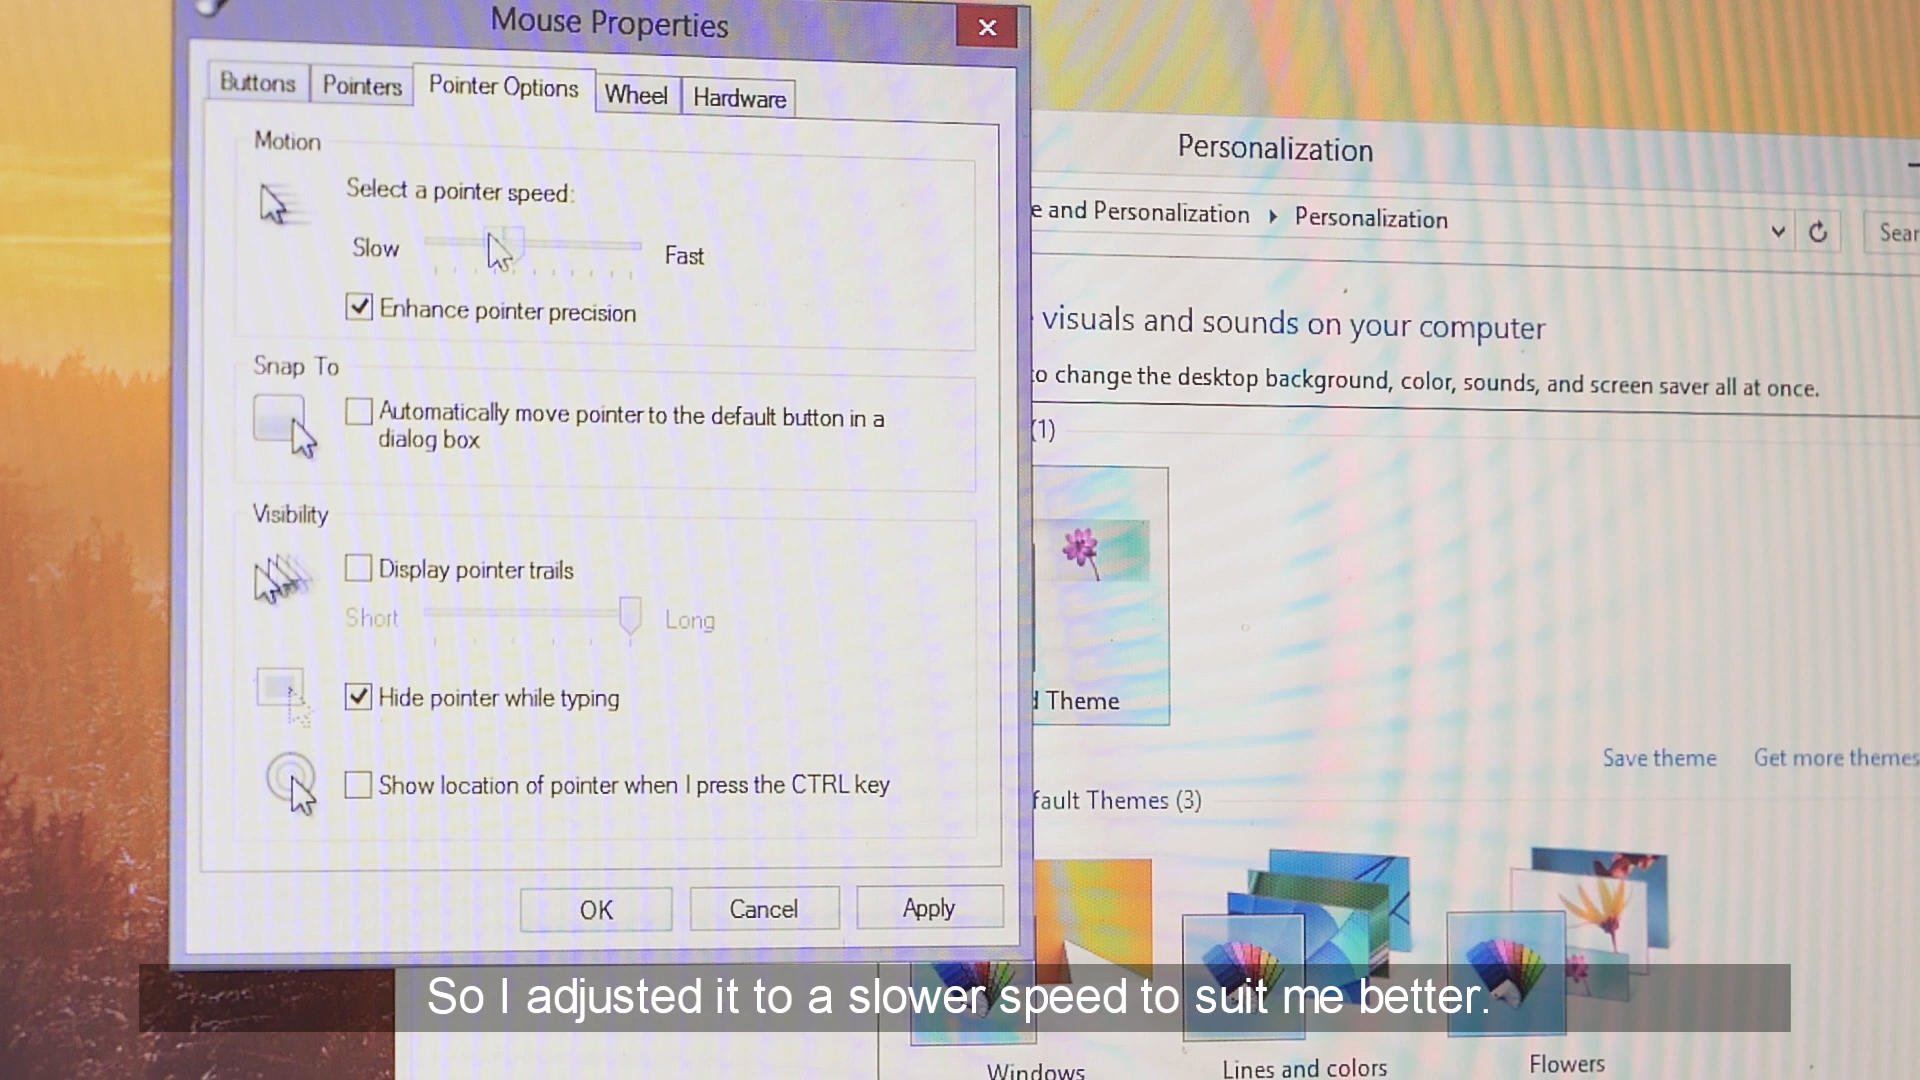 Mouse Properties
Buttons
Pointers
Pointer Options
Wheel
Hardware
Motion
Select a pointer speed:
Slow
Fast
Enhance pointer precision
Snap To
Automatically move pointer to the default button in a
dialog box
Visibility
Display pointer trails
Short
Long
Hide pointer while typing
Show location of pointer when I press the CTRL key
OK
Cancel
Apply
Personalization
e and Personalization
Personalization
Sear
visuals and sounds on your computer
to change the desktop background, color, sounds, and screen saver all at once.
(1)
Theme
Save theme
Get more themes
fault Themes (3)
Windows
Lines and colors
Flowers
So I adjusted it to a slower speed to suit me better.